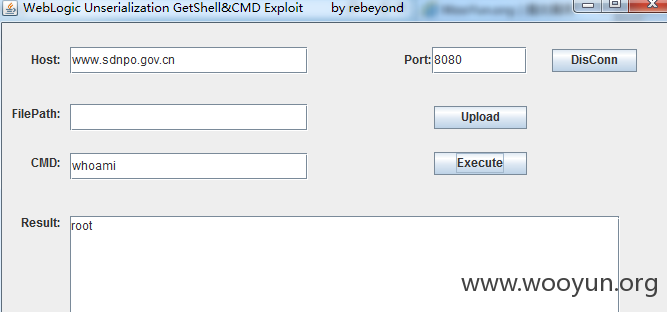 WebLogic Unserialization GetShell&CMD Exploit by rebeyond
Host: www.sdnpo.gov.cn Port: 8080 DisConn
FilePath: Upload
CMD: whoami Execute
Result: root
www.wooyun.org